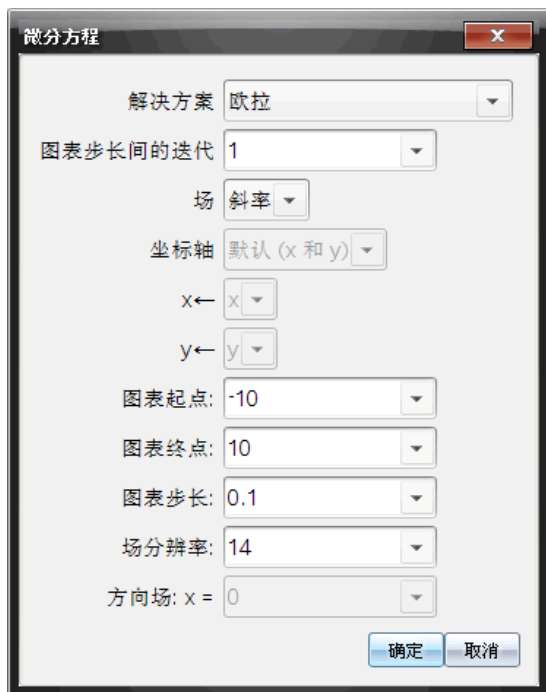 微分方程
解决方案 欧拉
图表步长间的迭代 1
场 斜率
坐标轴 默认 (x 和 y)
x← x
y← y
图表起点: -10
图表终点: 10
图表步长: 0.1
场分辨率: 14
方向场: x = 0
确定 取消